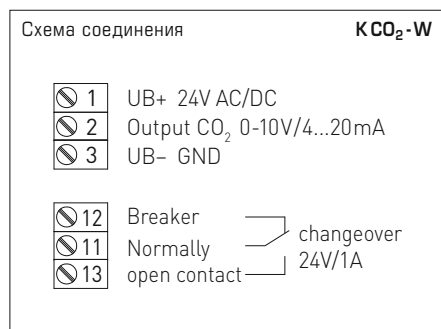 Схема соединения KCO₂-W
1 UB+ 24V AC/DC
2 Output CO₂ 0-10V/4...20mA
3 UB– GND
12 Breaker
11 Normally
13 open contact
changeover
24V/1A